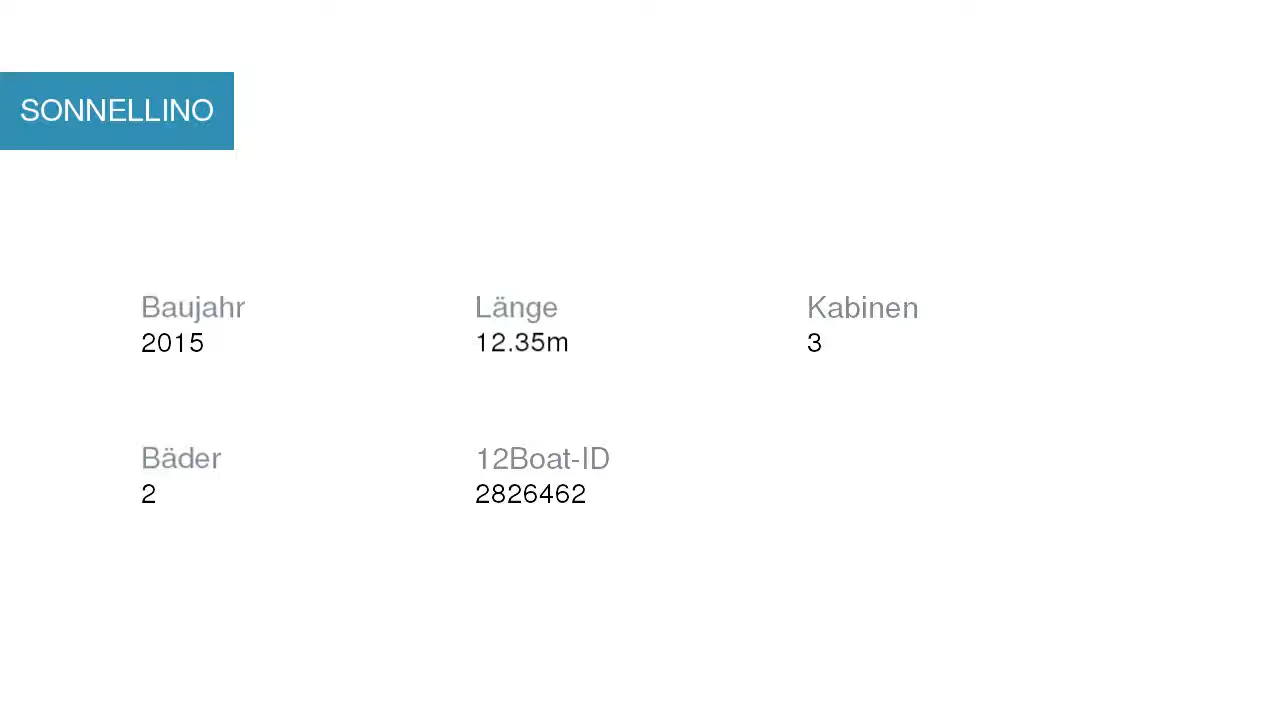 SONNELLINO
Baujahr
2015
Länge
12.35m
Kabinen
3
Bäder
2
12Boat-ID
2826462